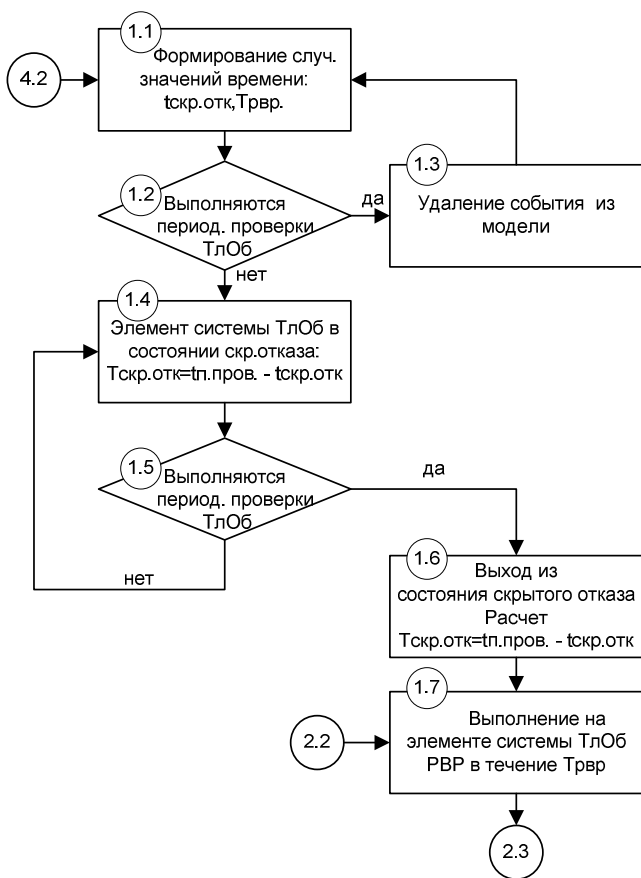 1.1
Формирование случ.
значений времени:
tскр.отк,Трвр.
4.2
1.2
Выполняются
период. проверки
ТлОб
да
1.3
Удаление события из
модели
нет
1.4
Элемент системы ТлОб в
состоянии скр.отказа:
Тскр.отк=tп.пров. - tскр.отк
1.5
Выполняются
период. проверки
ТлОб
да
нет
1.6
Выход из
состояния скрытого отказа
Расчет
Тскр.отк=tп.пров. - tскр.отк
1.7
Выполнение на
элементе системы ТлОб
РВР в течение Трвр
2.2
2.3